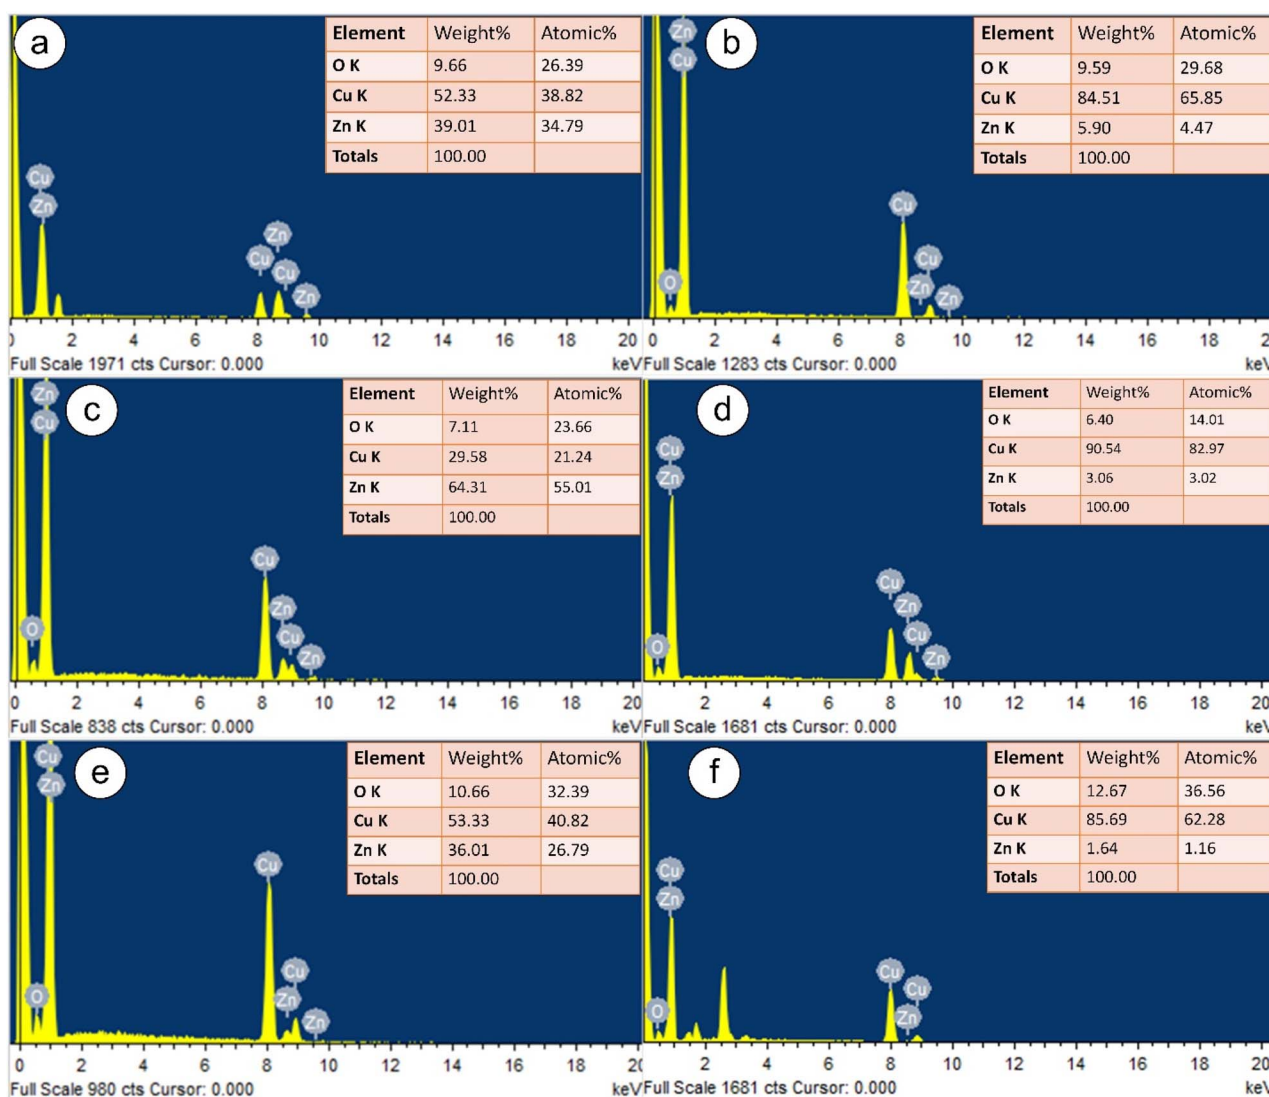 a
Element Weight% Atomic%
O K 9.66 26.39
Cu K 52.33 38.82
Zn K 39.01 34.79
Totals 100.00
Cu
Zn
Zn
Cu
Cu
Zn
0 2 4 6 8 10 12 14 16 18 20
Full Scale 1971 cts Cursor: 0.000 keV
b
Element Weight% Atomic%
O K 9.59 29.68
Cu K 84.51 65.85
Zn K 5.90 4.47
Totals 100.00
Zn
Cu
O
Cu
Cu
Zn
Zn
0 2 4 6 8 10 12 14 16 18 20
Full Scale 1283 cts Cursor: 0.000 keV
c
Element Weight% Atomic%
O K 7.11 23.66
Cu K 29.58 21.24
Zn K 64.31 55.01
Totals 100.00
Zn
Cu
O
Cu
Zn
Cu
Zn
0 2 4 6 8 10 12 14 16 18 20
Full Scale 838 cts Cursor: 0.000 keV
d
Element Weight% Atomic%
O K 6.40 14.01
Cu K 90.54 82.97
Zn K 3.06 3.02
Totals 100.00
Cu
Zn
O
Cu
Zn
Cu
Zn
2 4 6 8 10 12 14 16 18 20
Full Scale 1681 cts Cursor: 0.000 keV
e
Element Weight% Atomic%
O K 10.66 32.39
Cu K 53.33 40.82
Zn K 36.01 26.79
Totals 100.00
Cu
Zn
O
Cu
Cu
Zn
Zn
0 2 4 6 8 10 12 14 16 18 20
Full Scale 980 cts Cursor: 0.000 keV
f
Element Weight% Atomic%
O K 12.67 36.56
Cu K 85.69 62.28
Zn K 1.64 1.16
Totals 100.00
Cu
Zn
O
Cu
Cu
Zn
2 4 6 8 10 12 14 16 18 20
Full Scale 1681 cts Cursor: 0.000 keV